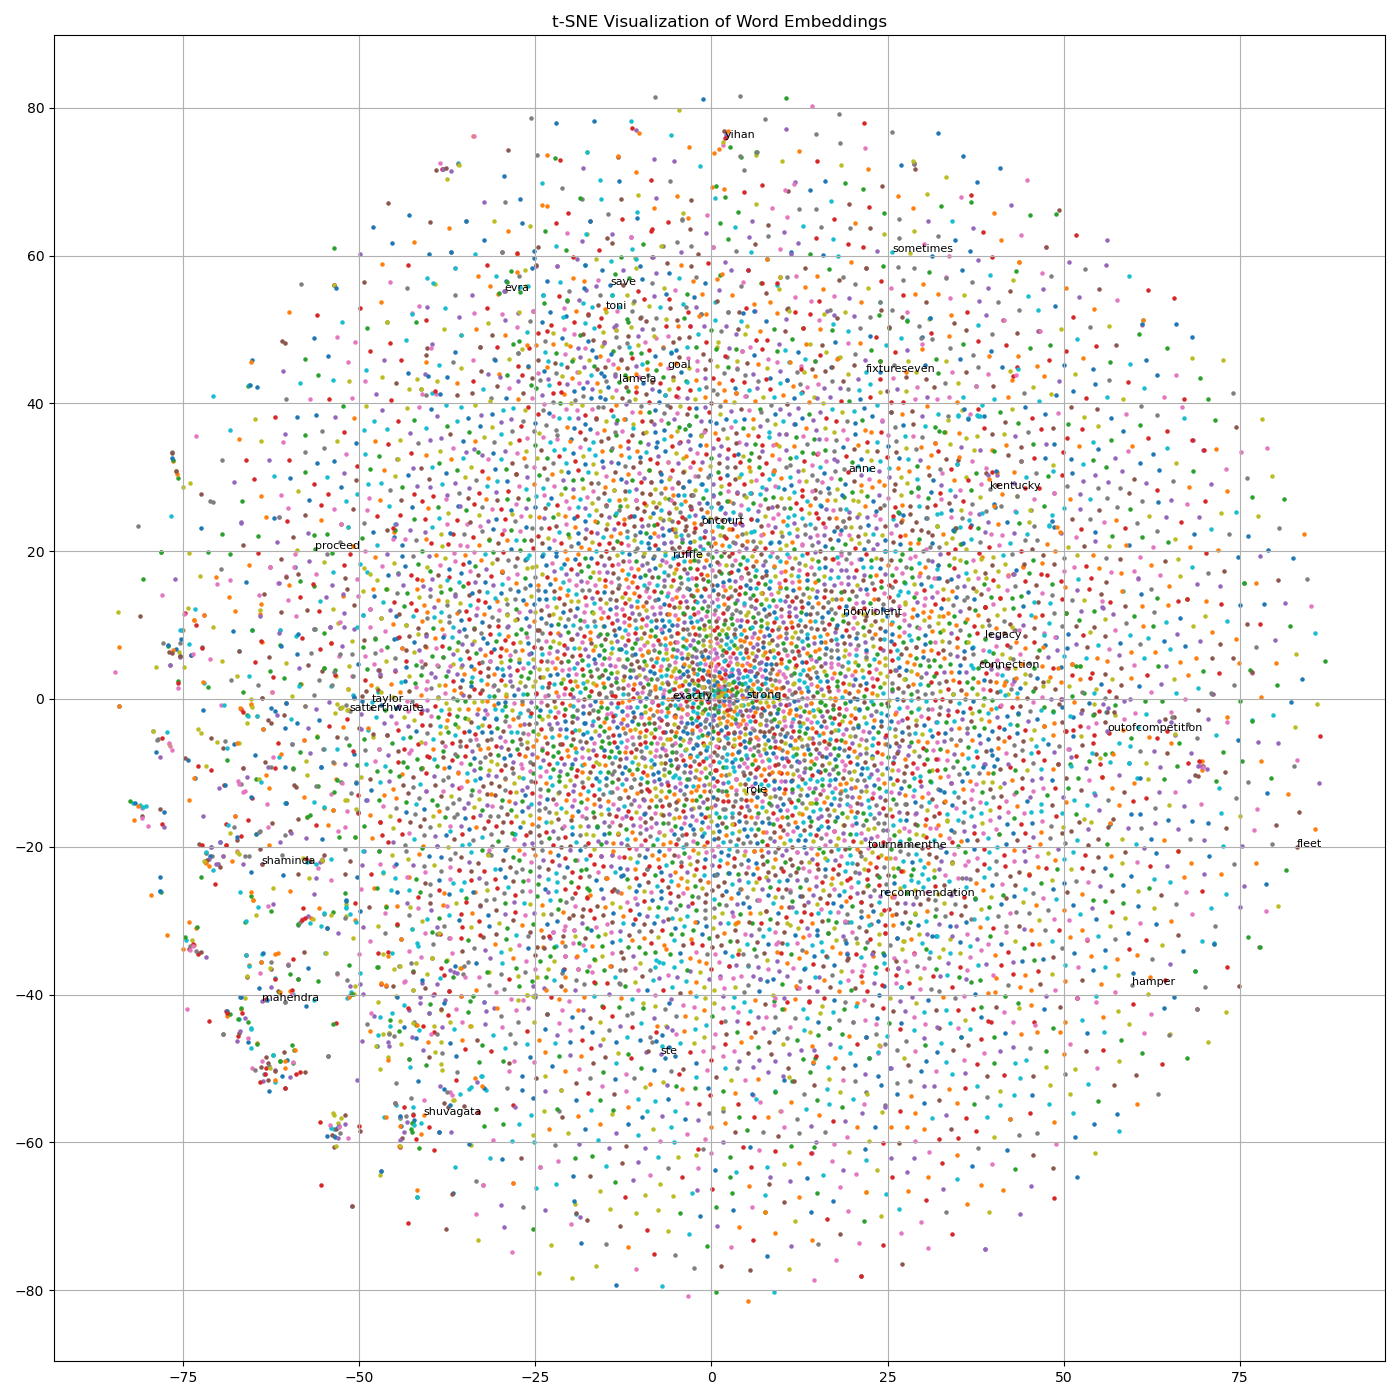 t-SNE Visualization of Word Embeddings
80
yihan
60
sometimes
save
evra
toni
goal
fixtureseven
lamela
40
anne
kentucky
oncourt
20
proceed
ruffle
nonviolent
legacy
connection
0
taylor
exactly
strong
satterthwaite
outofcompetition
role
−20
tournamenthe
fleet
shaminda
recommendation
hamper
−40
mahendra
ste
shuvagata
−60
−80
−75
−50
−25
0
25
50
75